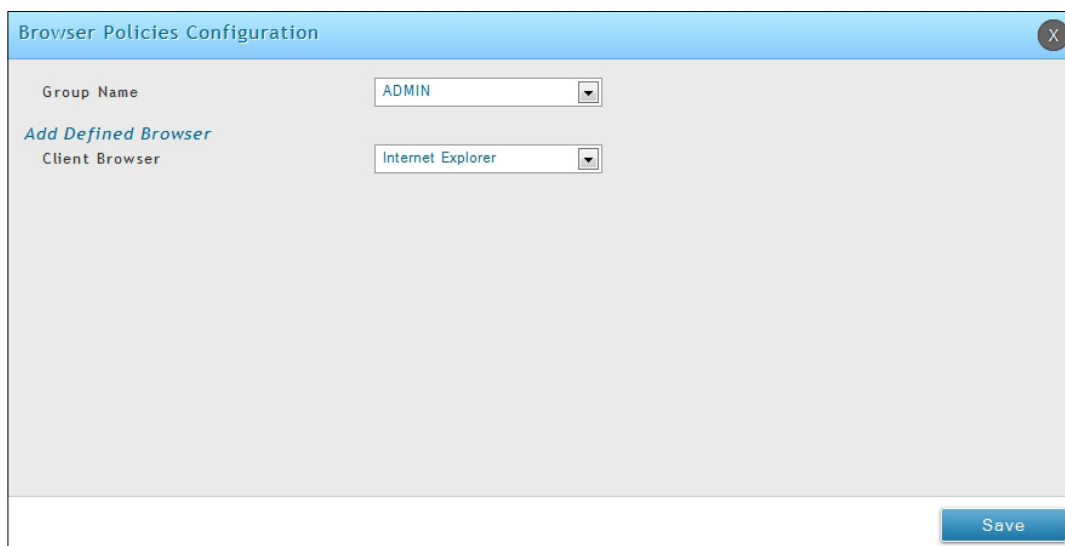 Browser Policies Configuration
X
Group Name
ADMIN
Add Defined Browser
Client Browser
Internet Explorer
Save